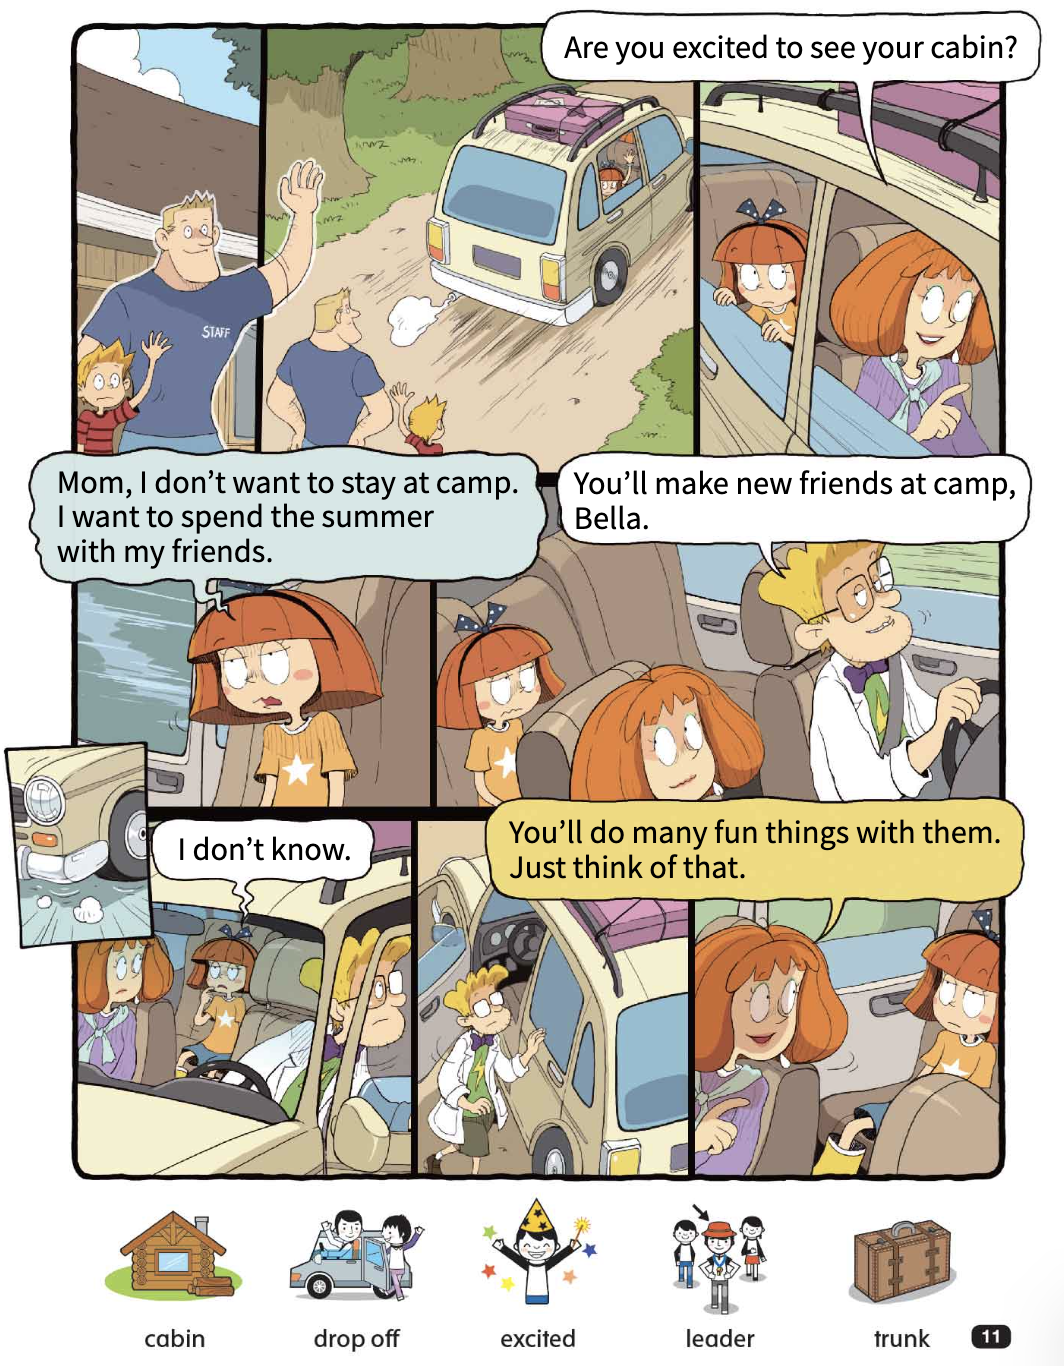 Are you excited to see your cabin?
STAFF
Mom, I don't want to stay at camp.
I want to spend the summer
with my friends.
You'll make new friends at camp,
Bella.
I don't know.
You'll do many fun things with them.
Just think of that.
cabin
drop off
excited
leader
trunk
11